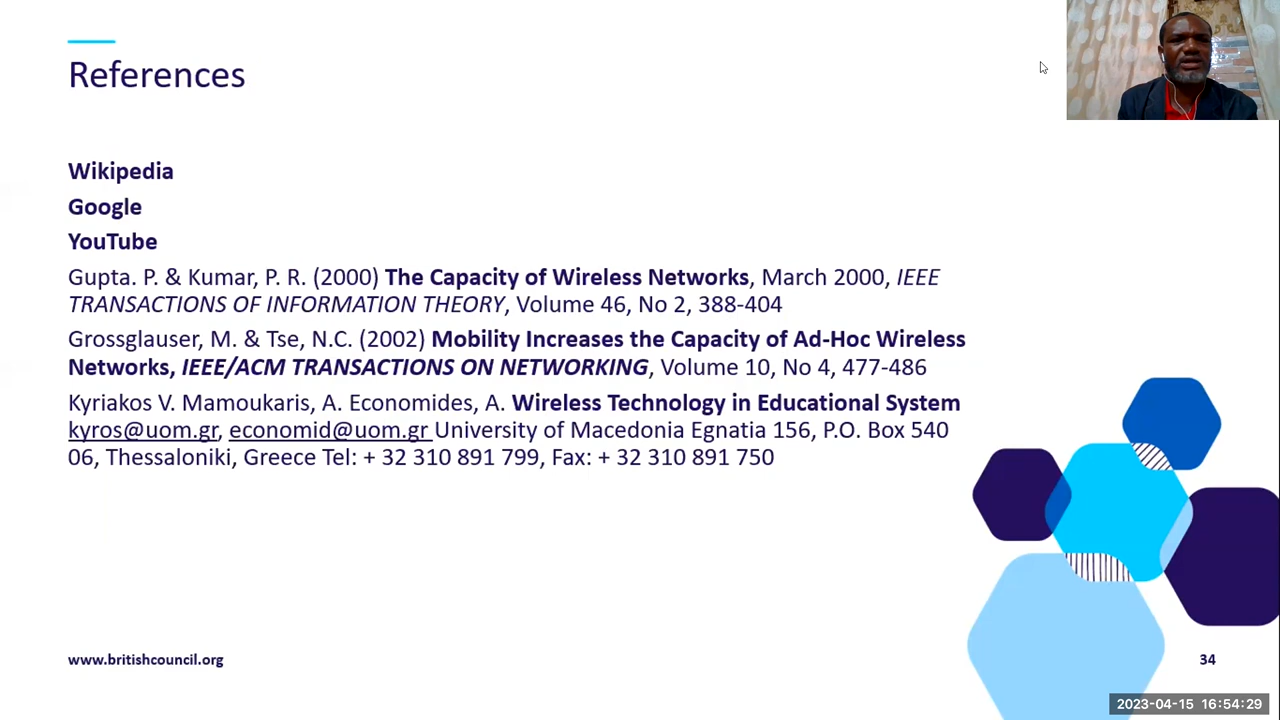 References
Wikipedia
Google
YouTube
Gupta. P. & Kumar, P. R. (2000) The Capacity of Wireless Networks, March 2000, IEEE
TRANSACTIONS OF INFORMATION THEORY, Volume 46, No 2, 388-404
Grossglauser, M. & Tse, N.C. (2002) Mobility Increases the Capacity of Ad-Hoc Wireless
Networks, IEEE/ACM TRANSACTIONS ON NETWORKING, Volume 10, No 4, 477-486
Kyriakos V. Mamoukaris, A. Economides, A. Wireless Technology in Educational System
kyros@uom.gr, economid@uom.gr University of Macedonia Egnatia 156, P.O. Box 540
06, Thessaloniki, Greece Tel: + 32 310 891 799, Fax: + 32 310 891 750
www.britishcouncil.org
34
2023-04-15 16:54:29